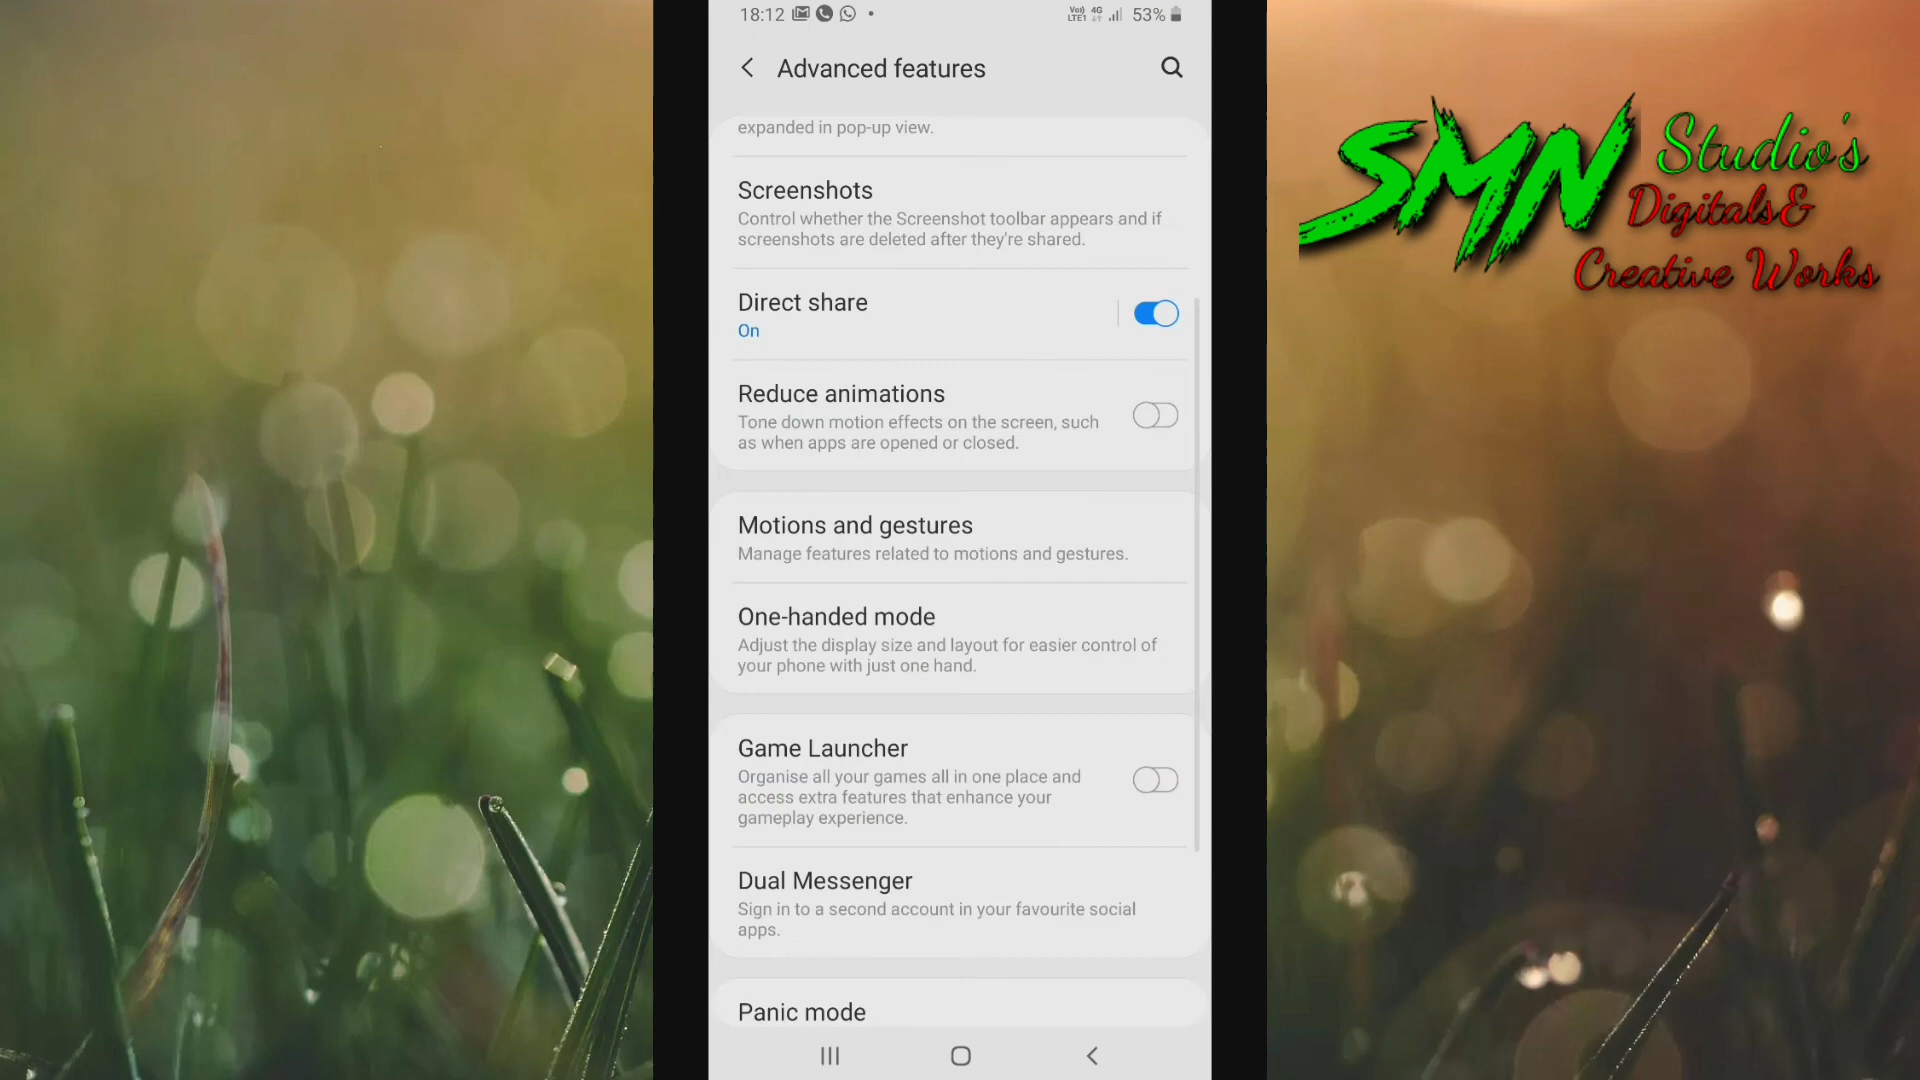 18:12
Vo) 4G
LTE1
53%
Advanced features
expanded in pop-up view.
Screenshots
Control whether the Screenshot toolbar appears and if
screenshots are deleted after they're shared.
Direct share
On
Reduce animations
Tone down motion effects on the screen, such
as when apps are opened or closed.
Motions and gestures
Manage features related to motions and gestures.
One-handed mode
Adjust the display size and layout for easier control of
your phone with just one hand.
Game Launcher
Organise all your games all in one place and
access extra features that enhance your
gameplay experience.
Dual Messenger
Sign in to a second account in your favourite social
apps.
Panic mode
SMN Studio's
Digitals&
Creative Works